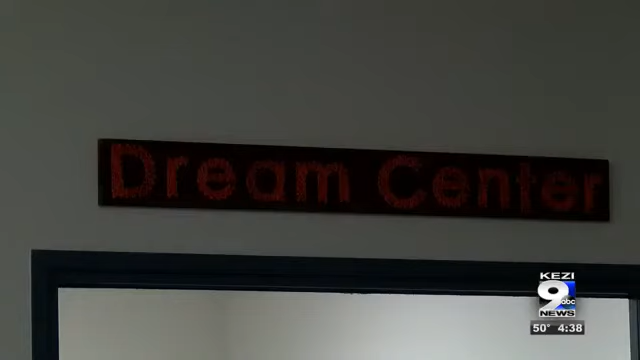 Dream Center
KEZI
9 abc
NEWS
50° 4:38